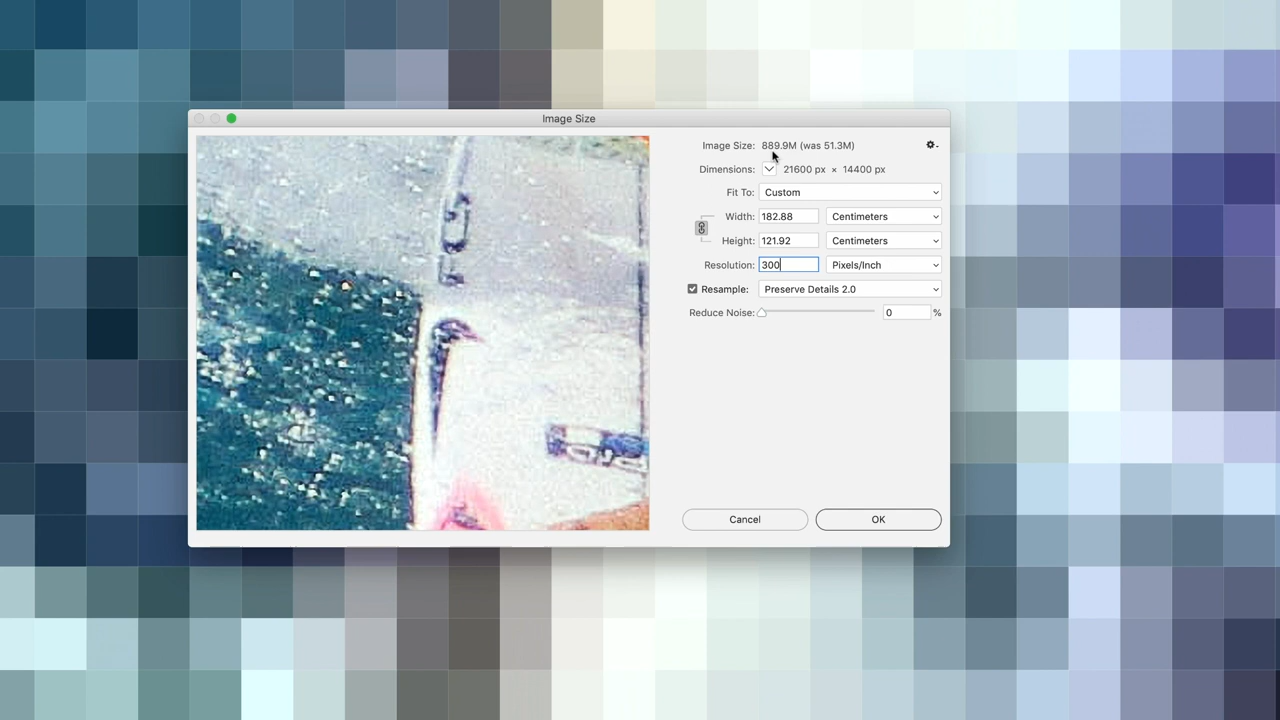 Image Size
Image Size: 889.9M (was 51.3M)
Dimensions: 21600 px × 14400 px
Fit To: Custom
Width: 182.88 Centimeters
Height: 121.92 Centimeters
Resolution: 300 Pixels/Inch
Resample: Preserve Details 2.0
Reduce Noise: 0 %
Cancel OK